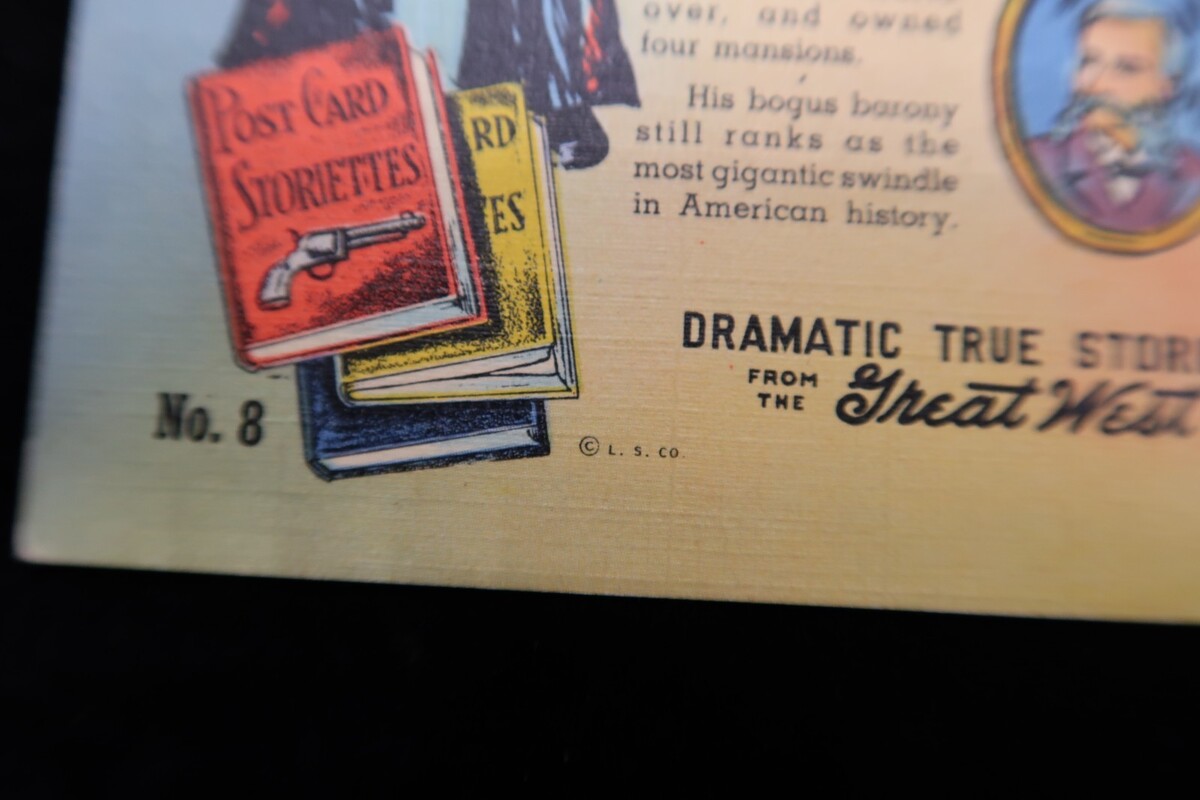 over, and owned
four mansions.
His bogus barony
still ranks as the
most gigantic swindle
in American history.
POST CARD
STORIETTES
RD
ES
DRAMATIC TRUE STOR
FROM
THE
Great West
No. 8
© L. S. CO.